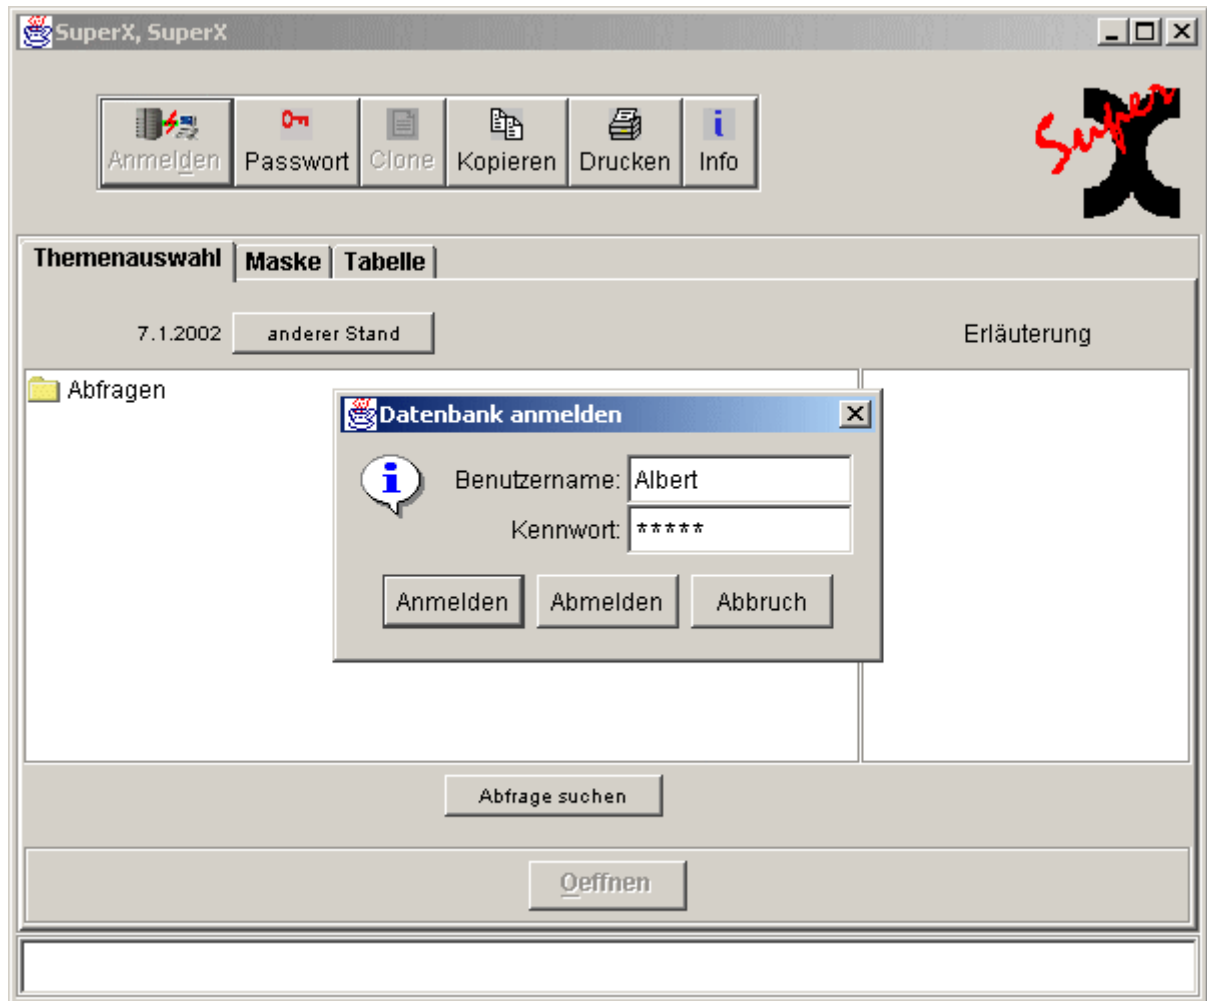 SuperX, SuperX
Super X
Anmelden Passwort Clone Kopieren Drucken Info
Themenauswahl Maske Tabelle
7.1.2002 anderer Stand Erläuterung
Abfragen
Datenbank anmelden
Benutzername: Albert
Kennwort: *****
Anmelden Abmelden Abbruch
Abfrage suchen
Oeffnen